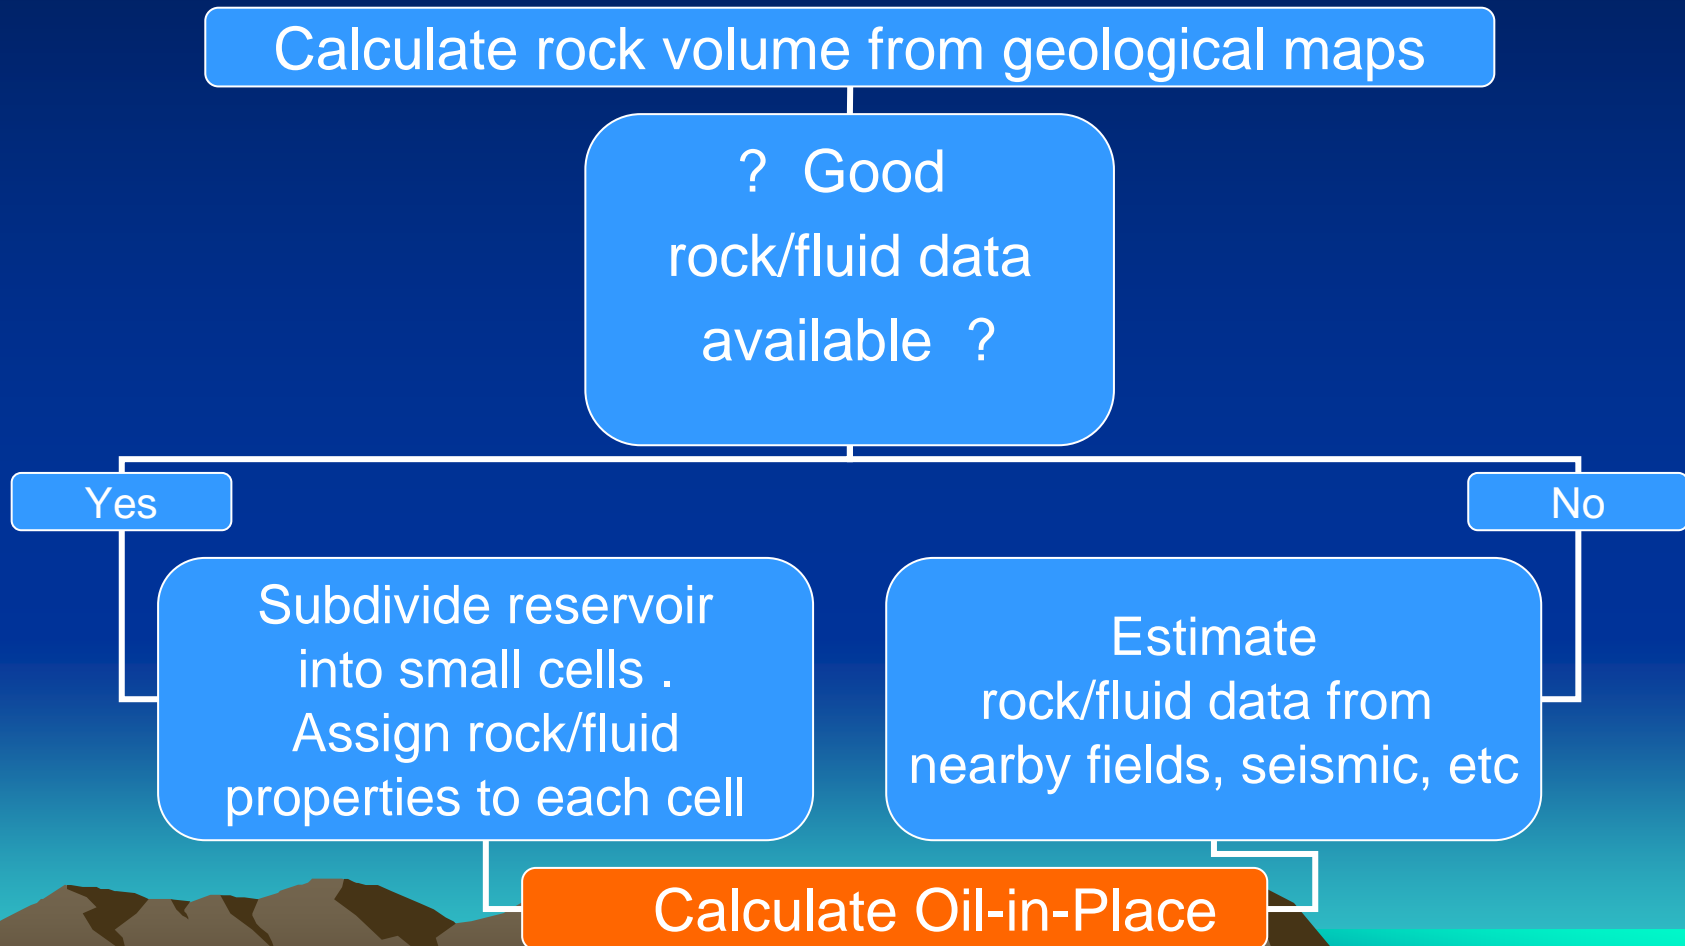 Calculate rock volume from geological maps
? Good
rock/fluid data
available ?
Yes
No
Subdivide reservoir
into small cells .
Assign rock/fluid
properties to each cell
Estimate
rock/fluid data from
nearby fields, seismic, etc
Calculate Oil-in-Place